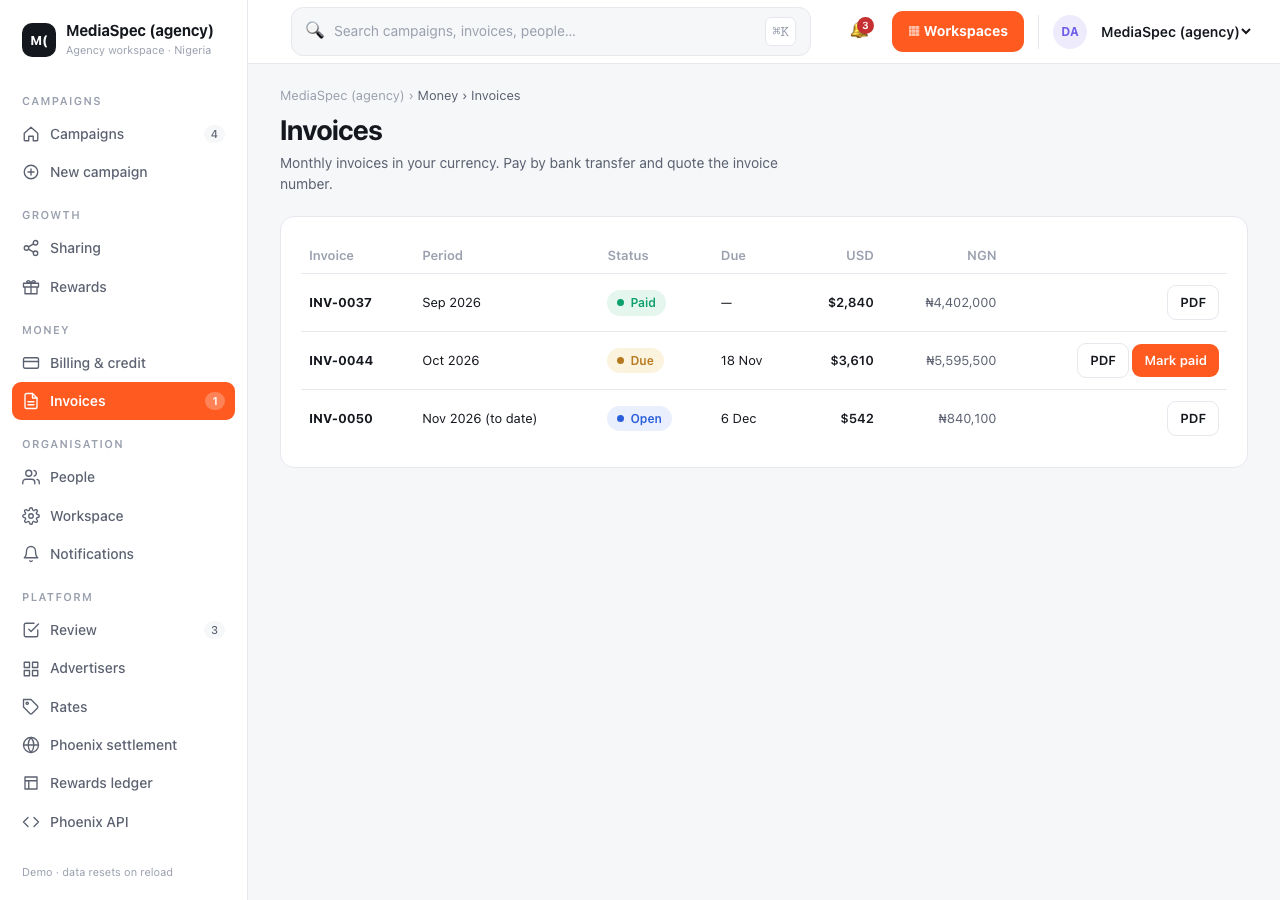 M(
MediaSpec (agency)
Agency workspace · Nigeria
Search campaigns, invoices, people...
⌘K
3
Workspaces
DA
MediaSpec (agency)
CAMPAIGNS
Campaigns 4
New campaign
GROWTH
Sharing
Rewards
MONEY
Billing & credit
Invoices 1
ORGANISATION
People
Workspace
Notifications
PLATFORM
Review 3
Advertisers
Rates
Phoenix settlement
Rewards ledger
Phoenix API
Demo · data resets on reload
MediaSpec (agency) › Money › Invoices
Invoices
Monthly invoices in your currency. Pay by bank transfer and quote the invoice
number.
Invoice Period Status Due USD NGN
INV-0037 Sep 2026 Paid — $2,840 ₦4,402,000 PDF
INV-0044 Oct 2026 Due 18 Nov $3,610 ₦5,595,500 PDF Mark paid
INV-0050 Nov 2026 (to date) Open 6 Dec $542 ₦840,100 PDF